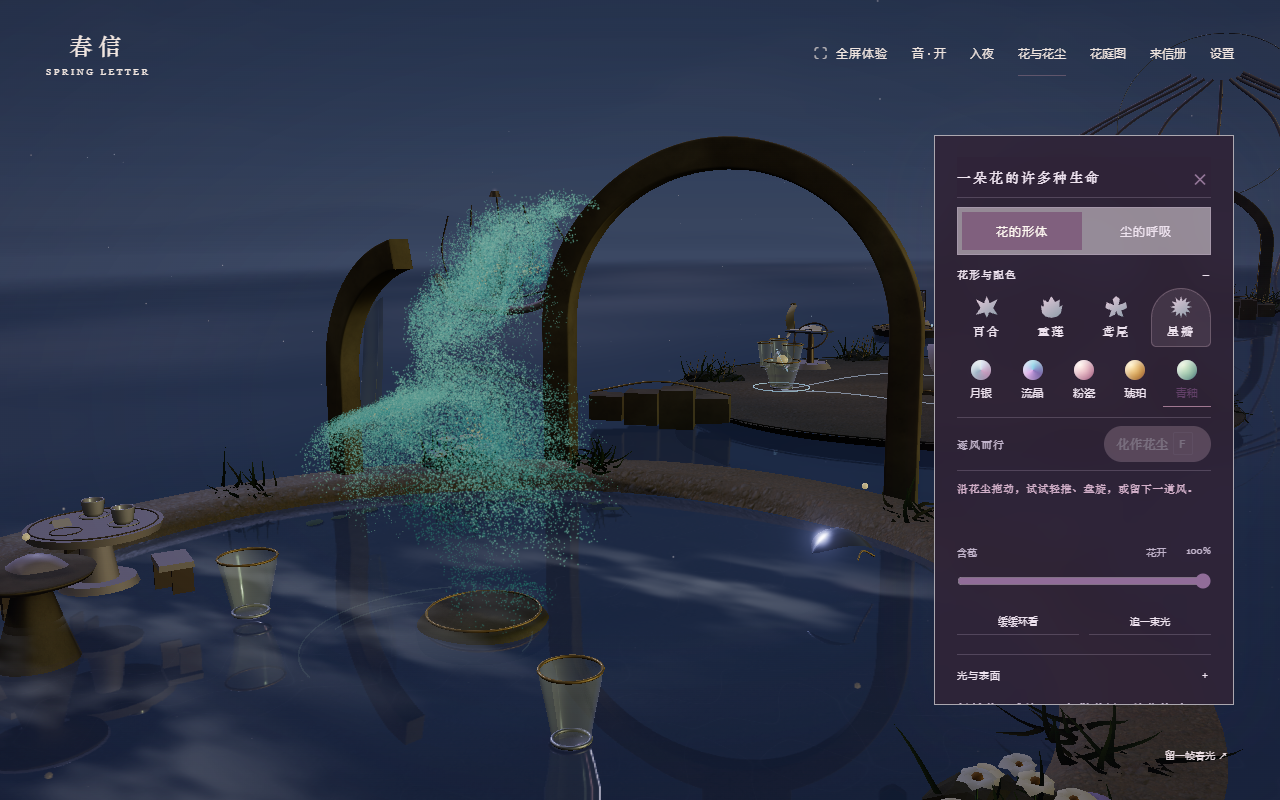 春信
SPRING LETTER
全屏体验 音·开 入夜 花与花尘 花庭图 来信册 设置
一朵花的许多种生命
花的形体 尘的呼吸
花形与配色
百合 重莲 鸢尾 星瓣
月银 流晶 粉瓷 琥珀 青釉
逐风而行 化作花尘 F
沿花尘拖动，试试轻推、盘旋，或留下一道风。
含苞 花开 100%
缓缓环看 追一束光
光与表面 +
留一帧春光 ↗